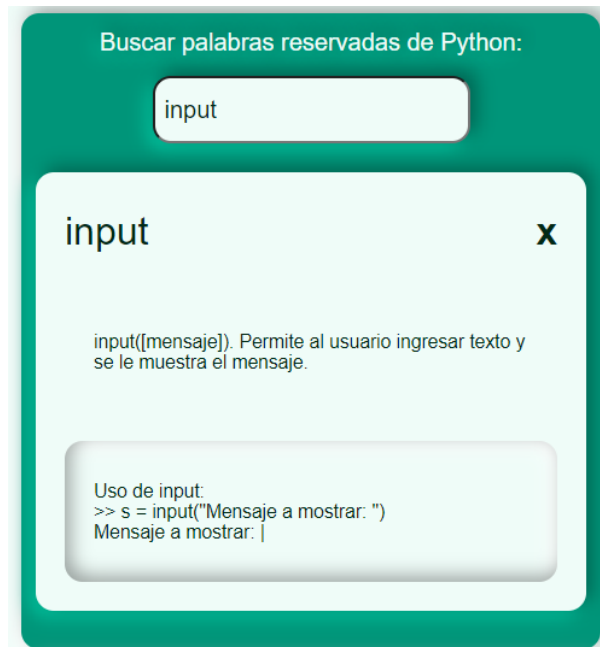 Buscar palabras reservadas de Python:
input
input x
input([mensaje]). Permite al usuario ingresar texto y
se le muestra el mensaje.
Uso de input:
>> s = input("Mensaje a mostrar: ")
Mensaje a mostrar: |